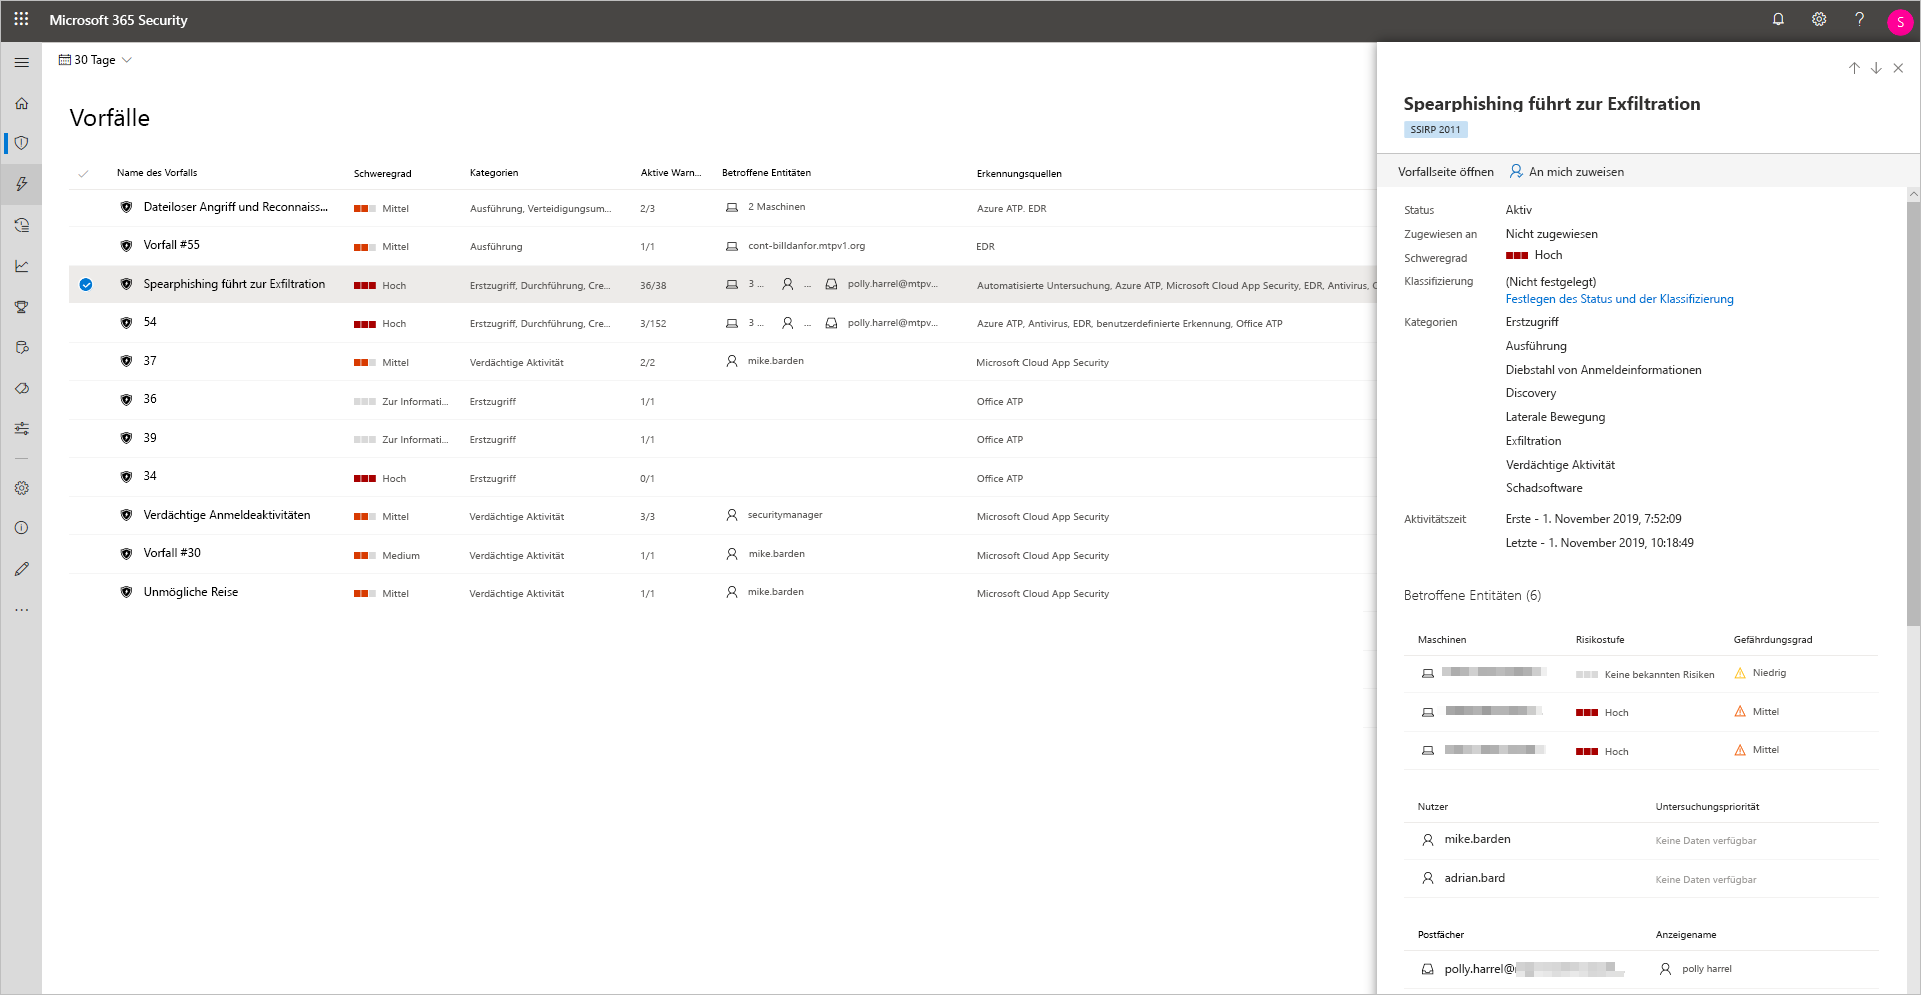 Microsoft 365 Security
S
30 Tage
Vorfälle
Name des Vorfalls Schweregrad Kategorien Aktive Warn... Betroffene Entitäten Erkennungsquellen
Dateiloser Angriff und Reconnaiss... Mittel Ausführung, Verteidigungsum... 2/3 2 Maschinen Azure ATP. EDR
Vorfall #55 Mittel Ausführung 1/1 cont-billdanfor.mtpv1.org EDR
Spearphishing führt zur Exfiltration Hoch Erstzugriff, Durchführung, Cre... 36/38 3 ... ... polly.harrel@mtpv... Automatisierte Untersuchung, Azure ATP, Microsoft Cloud App Security, EDR, Antivirus, C
54 Hoch Erstzugriff, Durchführung, Cre... 3/152 3 ... ... polly.harrel@mtpv... Azure ATP, Antivirus, EDR, benutzerdefinierte Erkennung, Office ATP
37 Mittel Verdächtige Aktivität 2/2 mike.barden Microsoft Cloud App Security
36 Zur Informati... Erstzugriff 1/1 Office ATP
39 Zur Informati... Erstzugriff 1/1 Office ATP
34 Hoch Erstzugriff 0/1 Office ATP
Verdächtige Anmeldeaktivitäten Mittel Verdächtige Aktivität 3/3 securitymanager Microsoft Cloud App Security
Vorfall #30 Medium Verdächtige Aktivität 1/1 mike.barden Microsoft Cloud App Security
Unmögliche Reise Mittel Verdächtige Aktivität 1/1 mike.barden Microsoft Cloud App Security
Spearphishing führt zur Exfiltration
SSIRP 2011
Vorfallseite öffnen An mich zuweisen
Status Aktiv
Zugewiesen an Nicht zugewiesen
Schweregrad Hoch
Klassifizierung (Nicht festgelegt)
Festlegen des Status und der Klassifizierung
Kategorien Erstzugriff
Ausführung
Diebstahl von Anmeldeinformationen
Discovery
Laterale Bewegung
Exfiltration
Verdächtige Aktivität
Schadsoftware
Aktivitätszeit Erste - 1. November 2019, 7:52:09
Letzte - 1. November 2019, 10:18:49
Betroffene Entitäten (6)
Maschinen Risikostufe Gefährdungsgrad
Keine bekannten Risiken Niedrig
Hoch Mittel
Hoch Mittel
Nutzer Untersuchungspriorität
mike.barden Keine Daten verfügbar
adrian.bard Keine Daten verfügbar
Postfächer Anzeigename
polly.harrel@ polly harrel